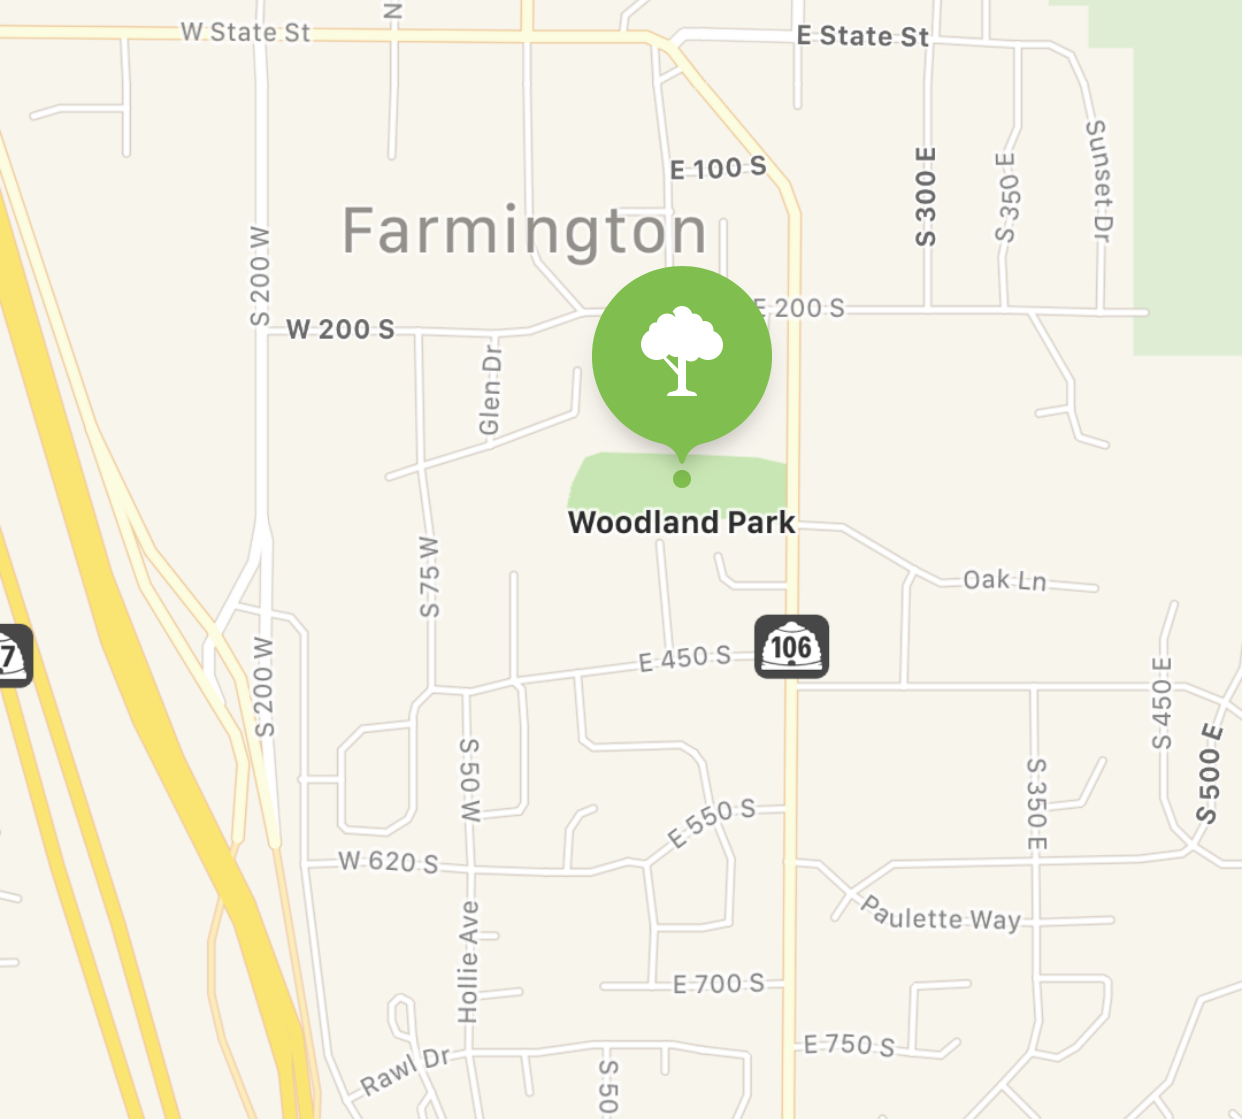 N
W State St
E State St
E 100 S
S 300 E
S 350 E
Sunset Dr
Farmington
S 200 W
E 200 S
W 200 S
Glen Dr
Woodland Park
S 75 W
Oak Ln
106
7
E 450 S
S 200 W
S 450 E
S 500 E
S 50 W
S 350 E
E 550 S
W 620 S
Paulette Way
Hollie Ave
E 700 S
E 750 S
Rawl Dr
S 50